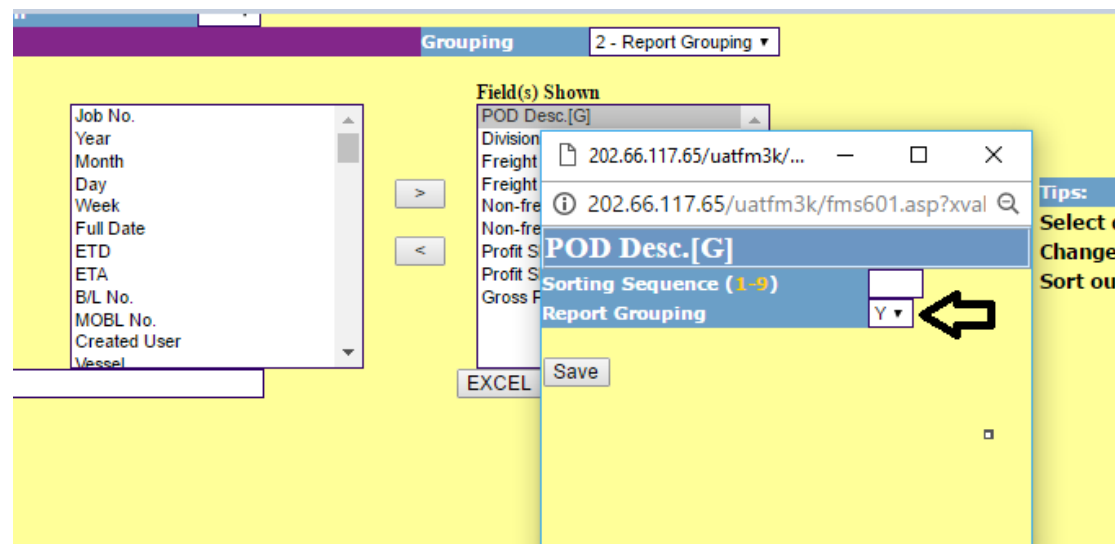 Grouping
2 - Report Grouping
Field(s) Shown
Job No.
Year
Month
Day
Week
Full Date
ETD
ETA
B/L No.
MOBL No.
Created User
Vessel
>
<
POD Desc.[G]
Division
Freight
Freight
Non-fre
Non-fre
Profit S
Profit S
Gross P
EXCEL
202.66.117.65/uatfm3k/...
202.66.117.65/uatfm3k/fms601.asp?xval
POD Desc.[G]
Sorting Sequence (1-9)
Report Grouping
Y
Save
Tips:
Select
Change
Sort ou